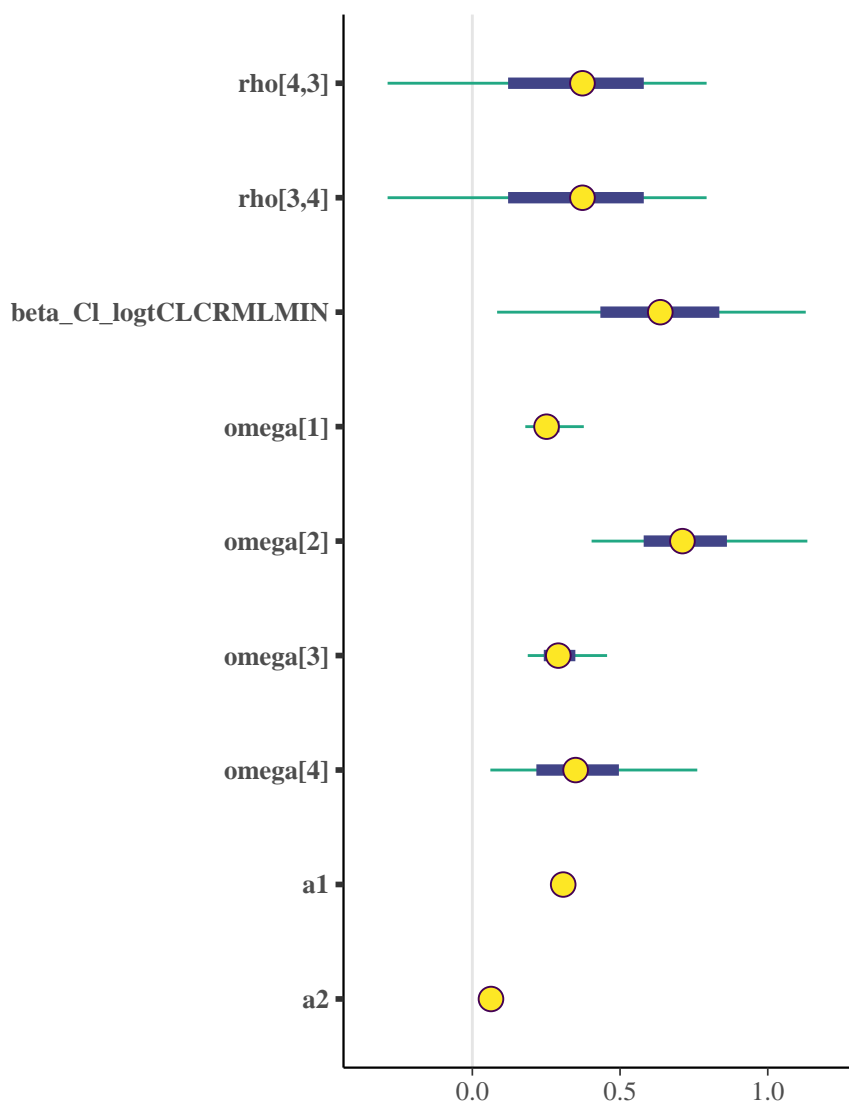 rho[4,3]
rho[3,4]
beta_Cl_logtCLCRMLMIN
omega[1]
omega[2]
omega[3]
omega[4]
a1
a2
0.0 0.5 1.0